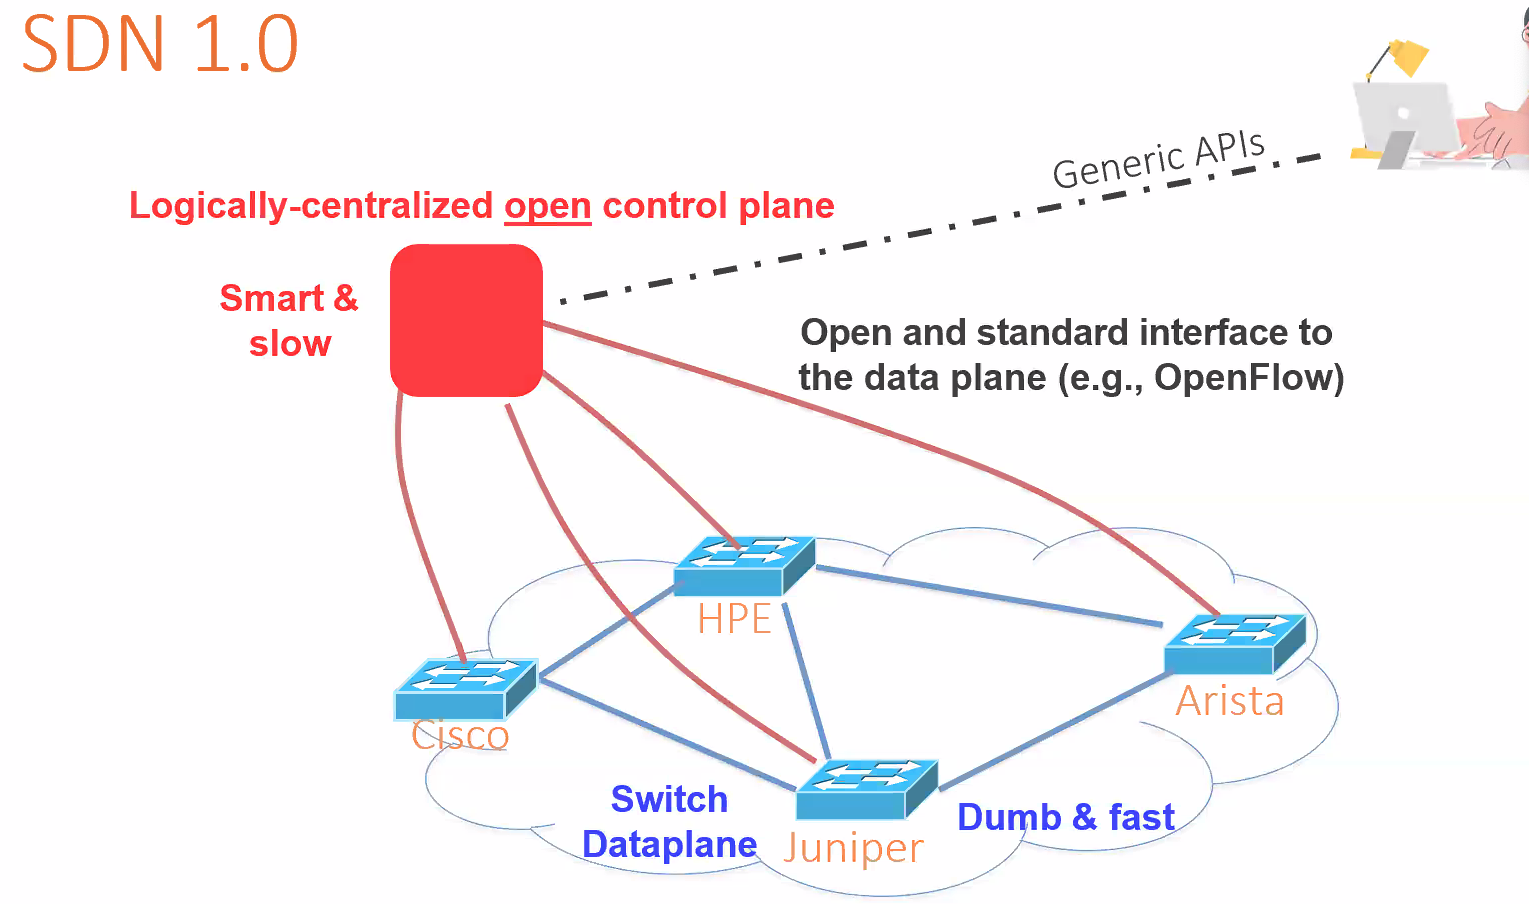 SDN 1.0
Generic APIs
Logically-centralized open control plane
Smart &
slow
Open and standard interface to
the data plane (e.g., OpenFlow)
HPE
Arista
Cisco
Switch
Dataplane
Juniper
Dumb & fast